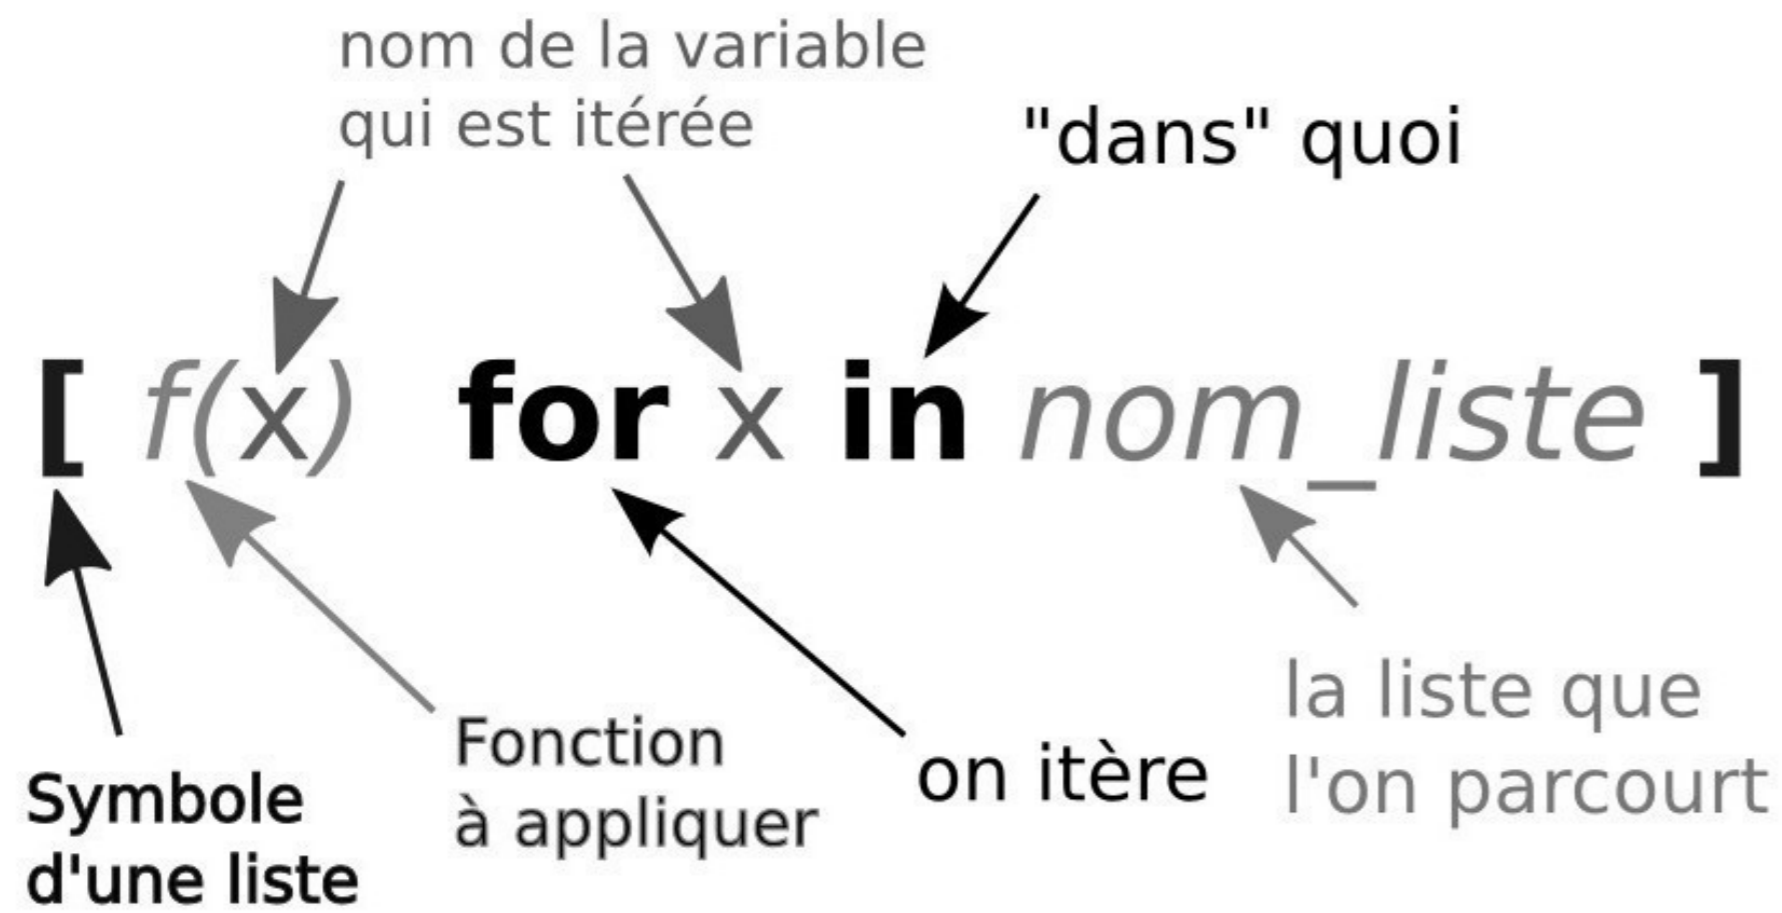 nom de la variable
qui est itérée
"dans" quoi
[ f(x) for x in nom_liste ]
Symbole
d'une liste
Fonction
à appliquer
on itère
la liste que
l'on parcourt